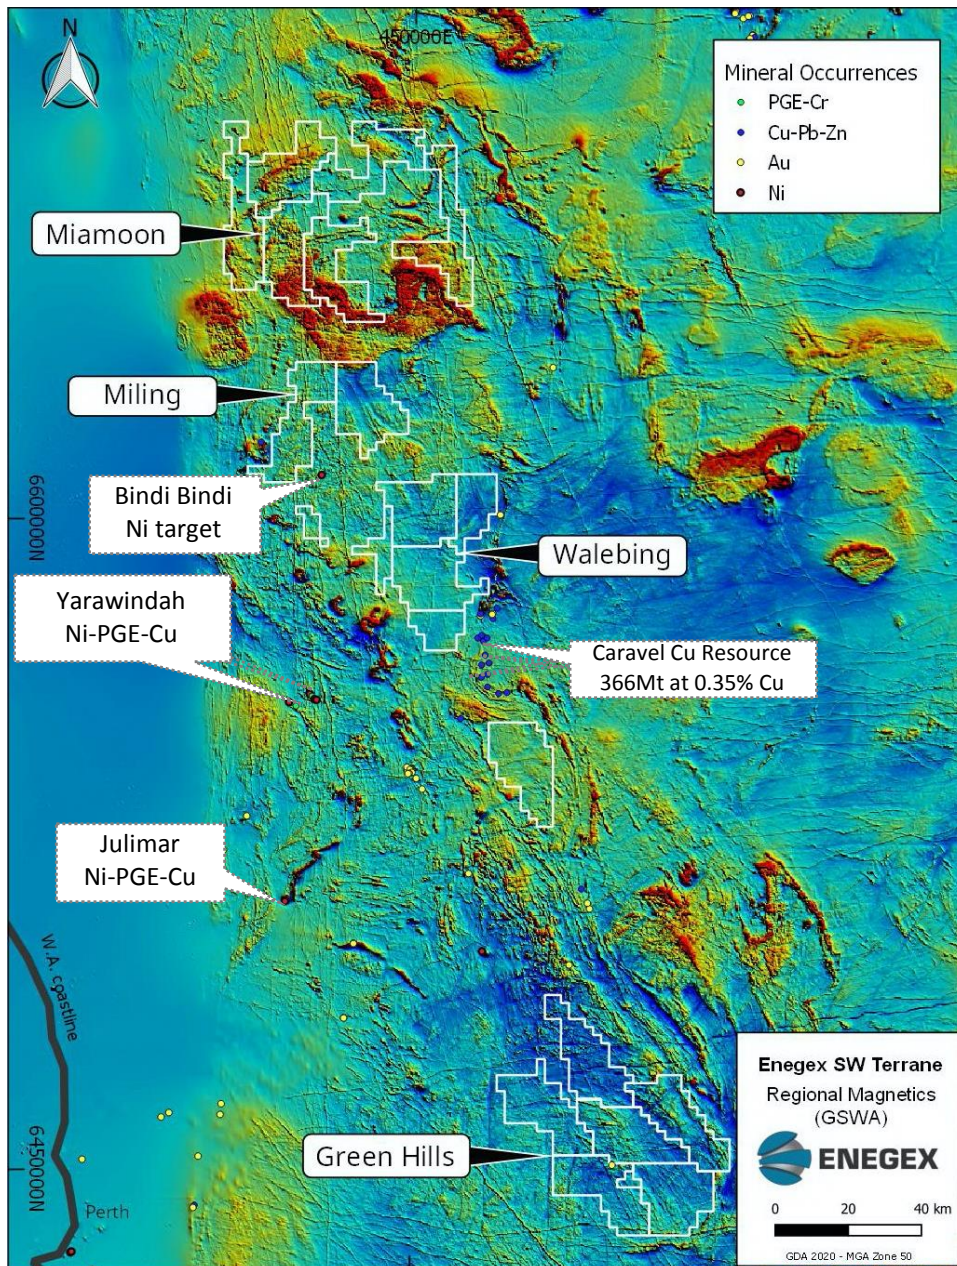 450000E
N
Mineral Occurrences
PGE-Cr
Cu-Pb-Zn
Au
Ni
Miamoon
Miling
Bindi Bindi
Ni target
6600000N
Walebing
Yarawindah
Ni-PGE-Cu
Caravel Cu Resource
366Mt at 0.35% Cu
Julimar
Ni-PGE-Cu
W.A. coastline
Enegex SW Terrane
Regional Magnetics
(GSWA)
ENEGEX
Green Hills
6450000N
Perth
0 20 40 km
GDA 2020 - MGA Zone 50